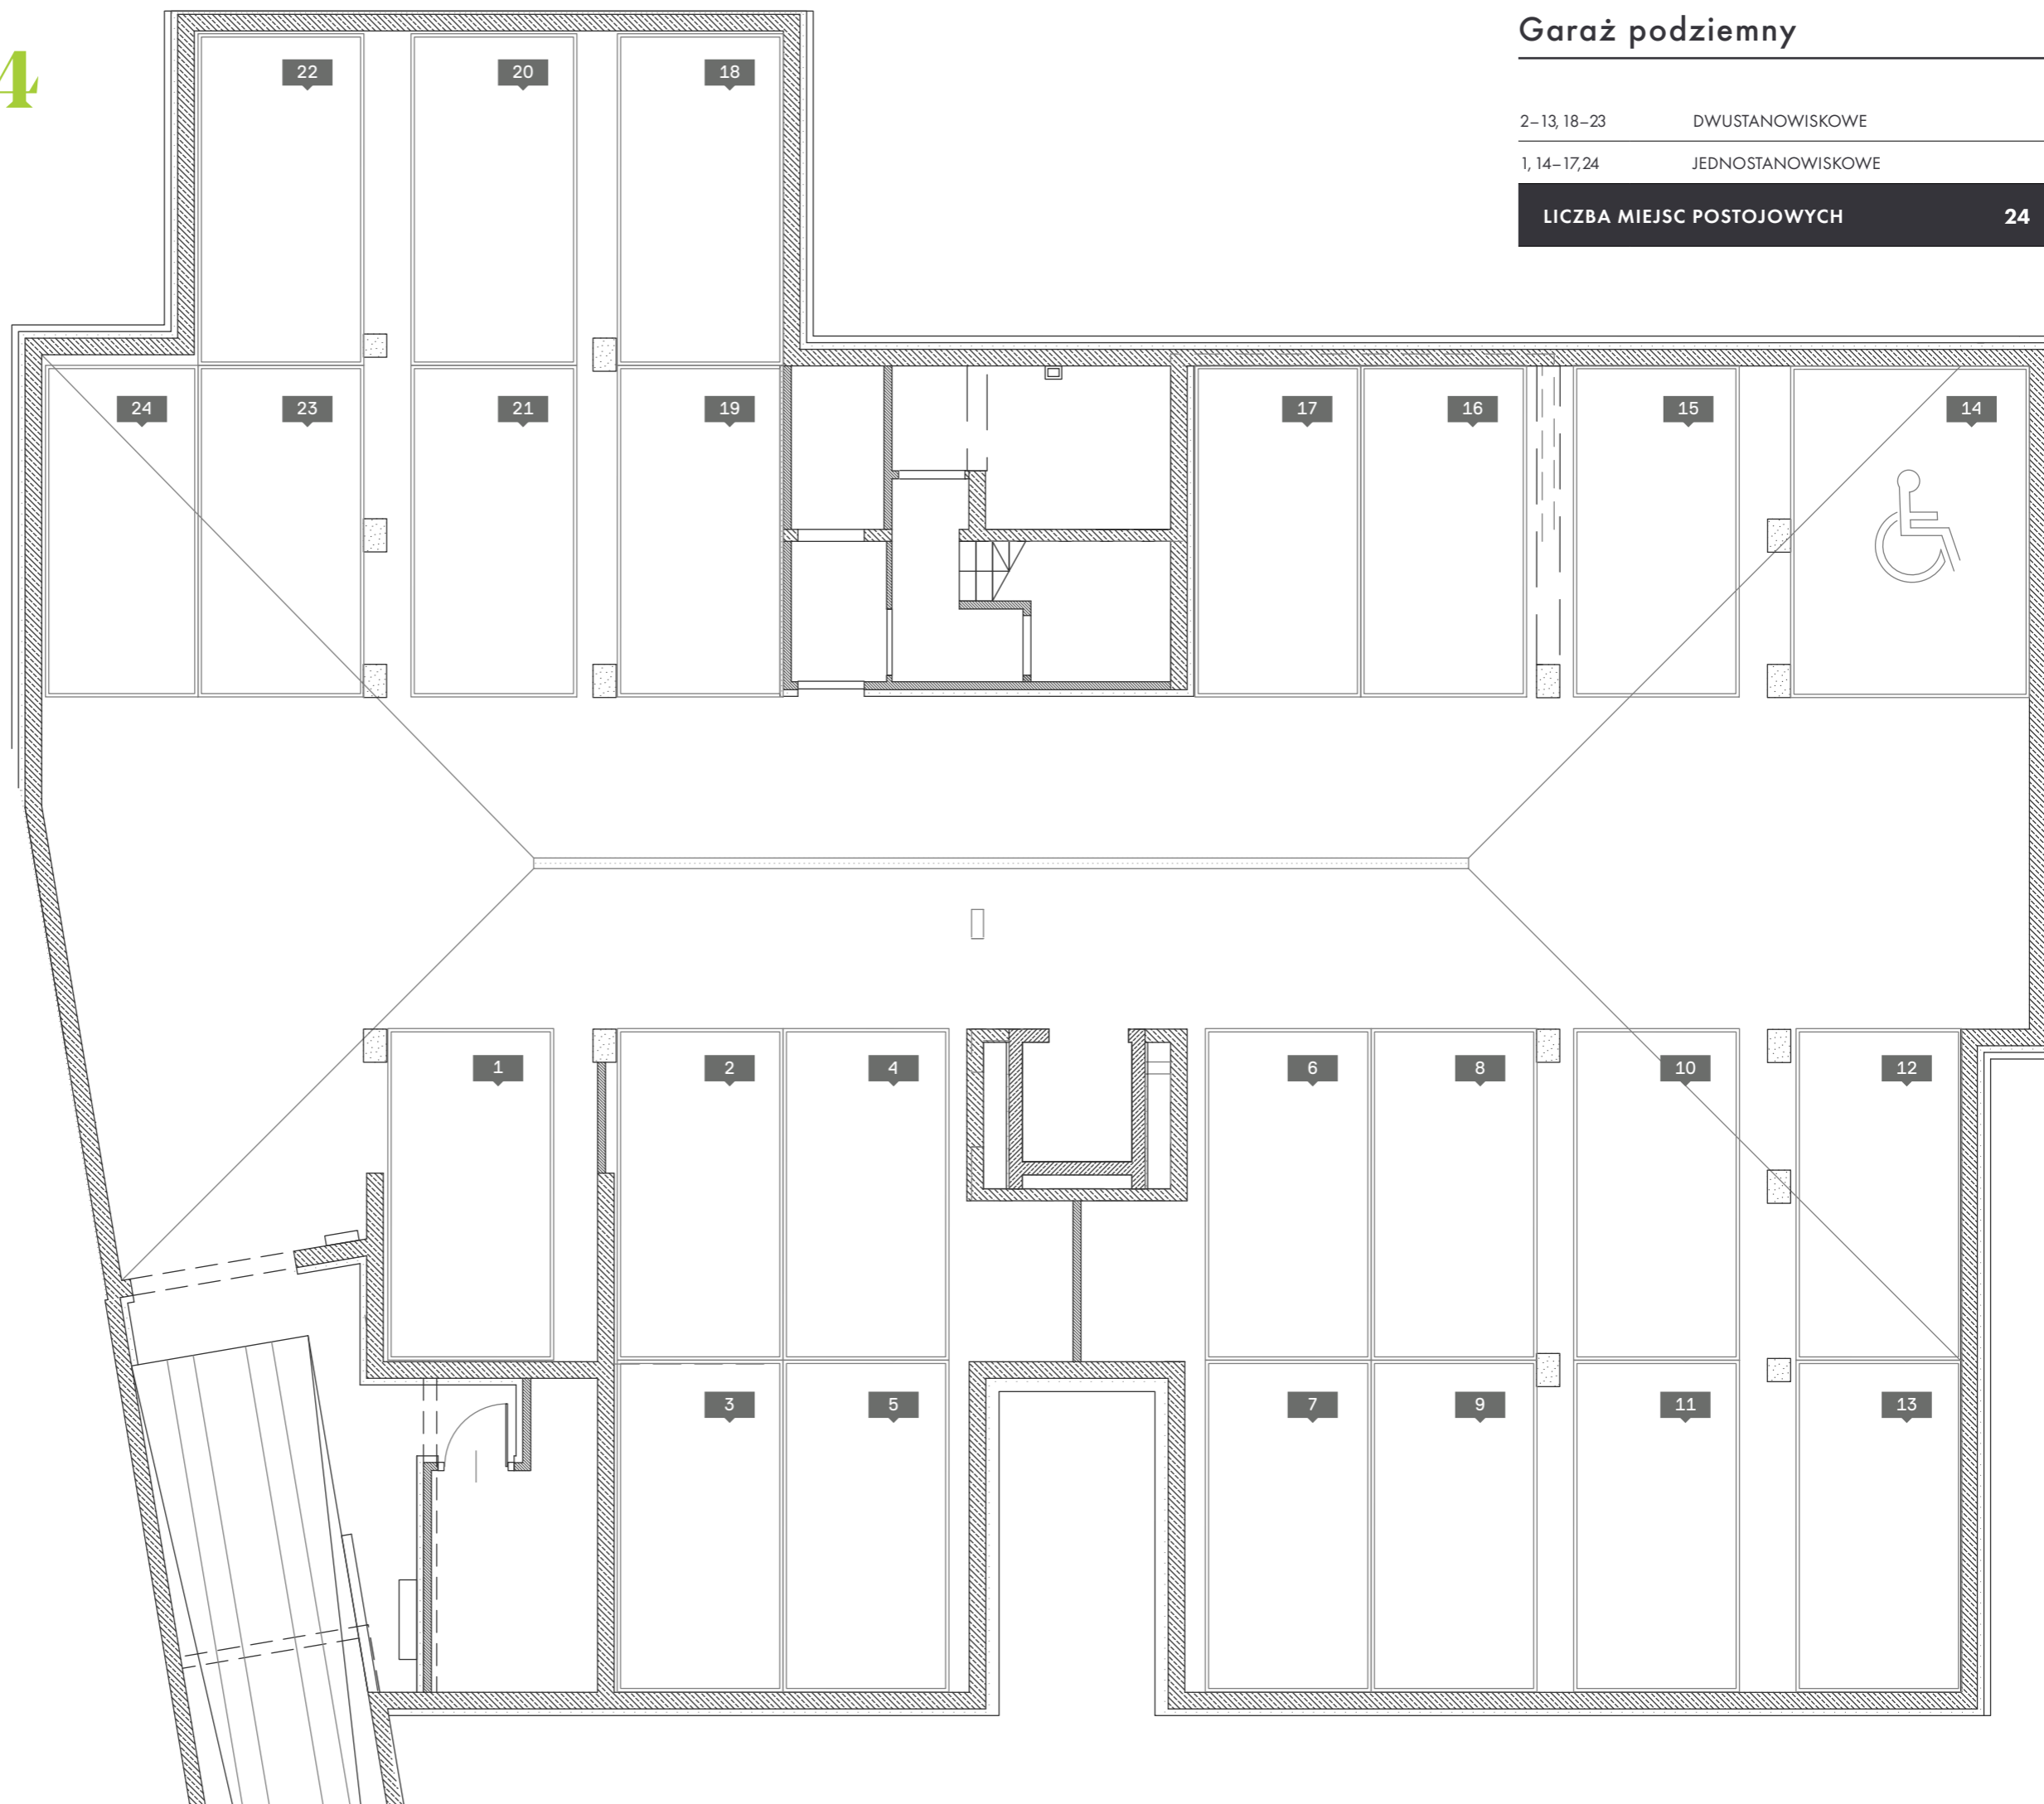 4
Garaż podziemny
2–13, 18–23 DWUSTANOWISKOWE
1, 14–17,24 JEDNOSTANOWISKOWE
LICZBA MIEJSC POSTOJOWYCH 24
22 20 18
24 23 21 19 17 16 15 14
1 2 4 6 8 10 12
3 5 7 9 11 13